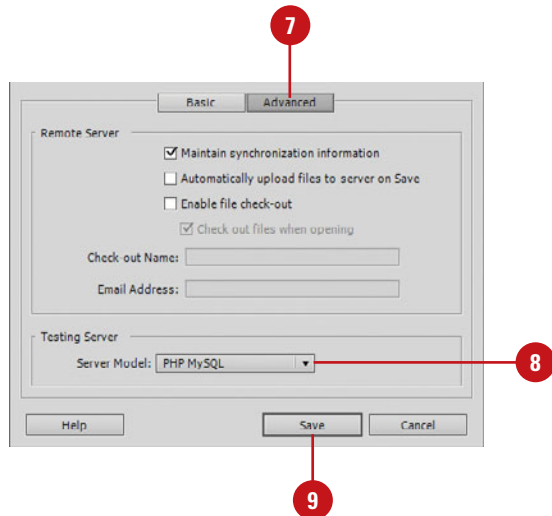 7
Basic Advanced
Remote Server
Maintain synchronization information
Automatically upload files to server on Save
Enable file check-out
Check out files when opening
Check-out Name:
Email Address:
Testing Server
Server Model: PHP MySQL 8
Help Save Cancel
9